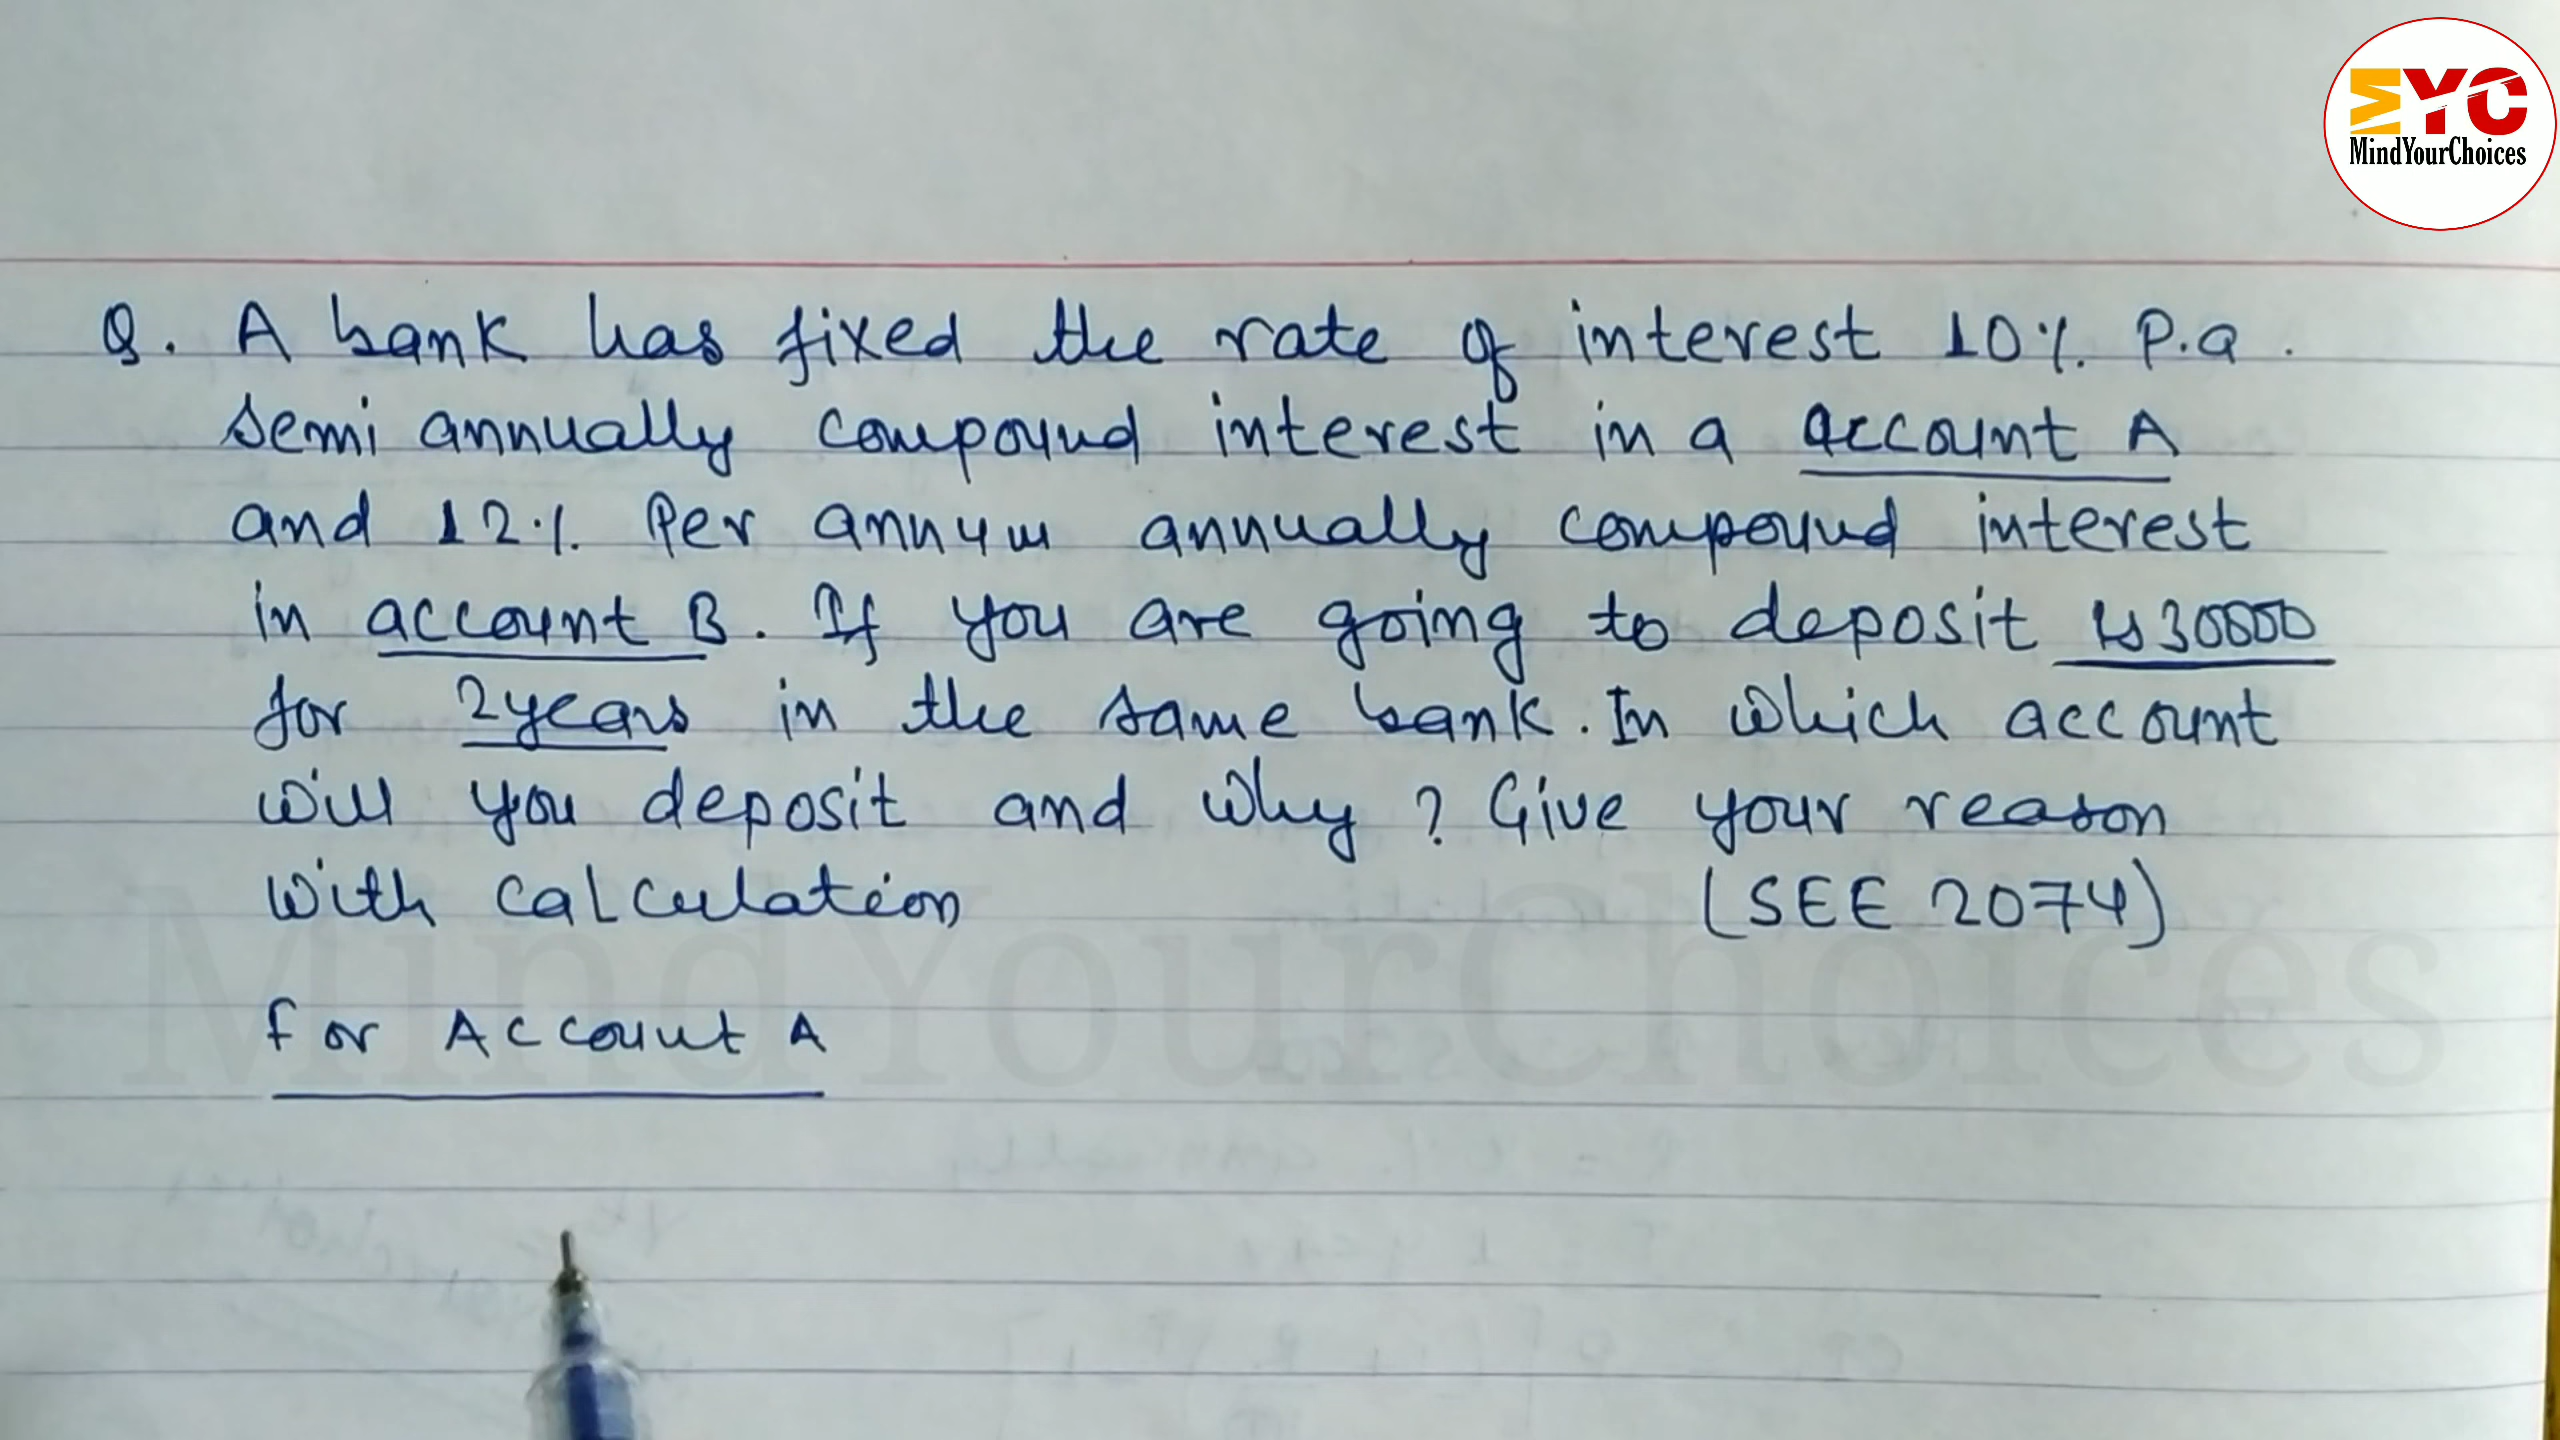 MYC
MindYourChoices
Q. A bank has fixed the rate of interest 10% P.a.
Semi annually compound interest in a account A
and 12% Per annum annually compound interest
in account B. If you are going to deposit Rs 30000
for 2years in the same bank. In which account
will you deposit and why? Give your reason
with calculation (SEE 2074)
MindYourChoices
for Account A